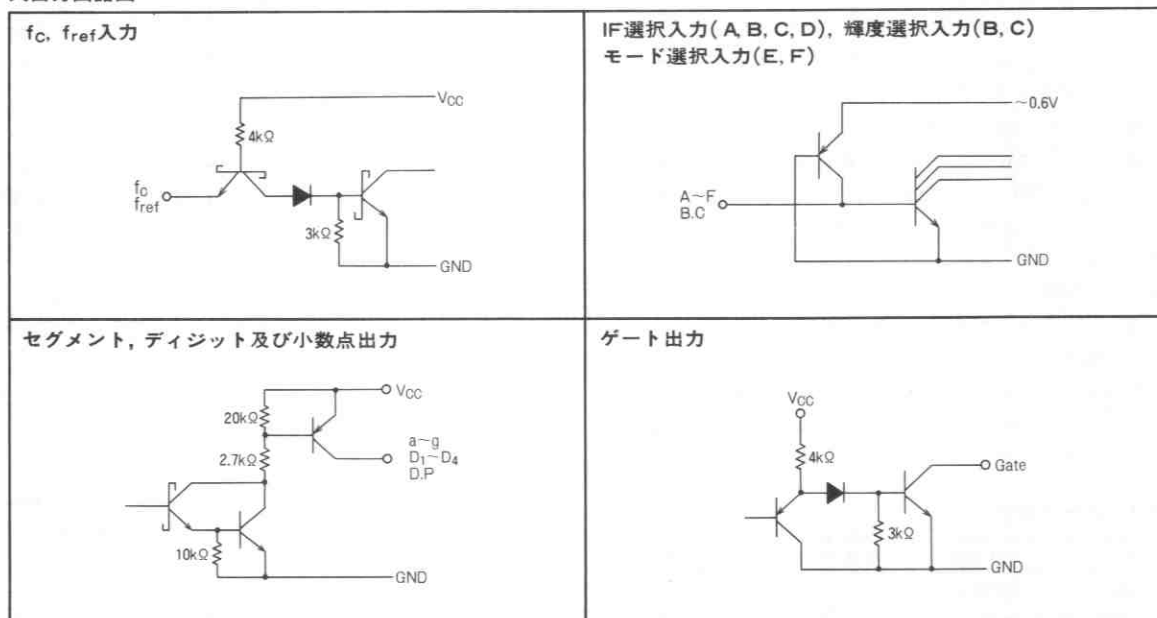 fC, fref入力
VCC
4kΩ
fC
fref
3kΩ
GND
IF選択入力(A, B, C, D), 輝度選択入力(B, C)
モード選択入力(E, F)
~0.6V
A~F
B.C
GND
セグメント, ディジット及び小数点出力
VCC
20kΩ
a~g
D1~D4
D.P
2.7kΩ
10kΩ
GND
ゲート出力
VCC
4kΩ
Gate
3kΩ
GND